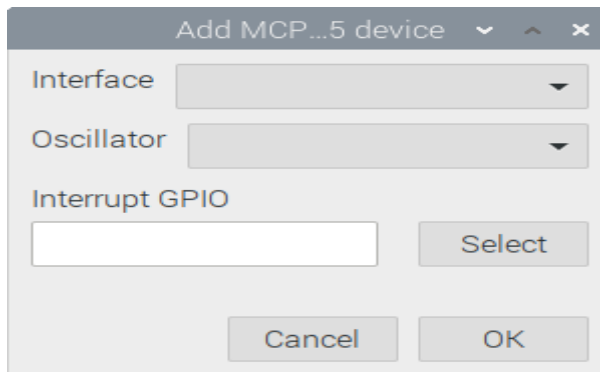 Add MCP...5 device
Interface
Oscillator
Interrupt GPIO
Select
Cancel OK